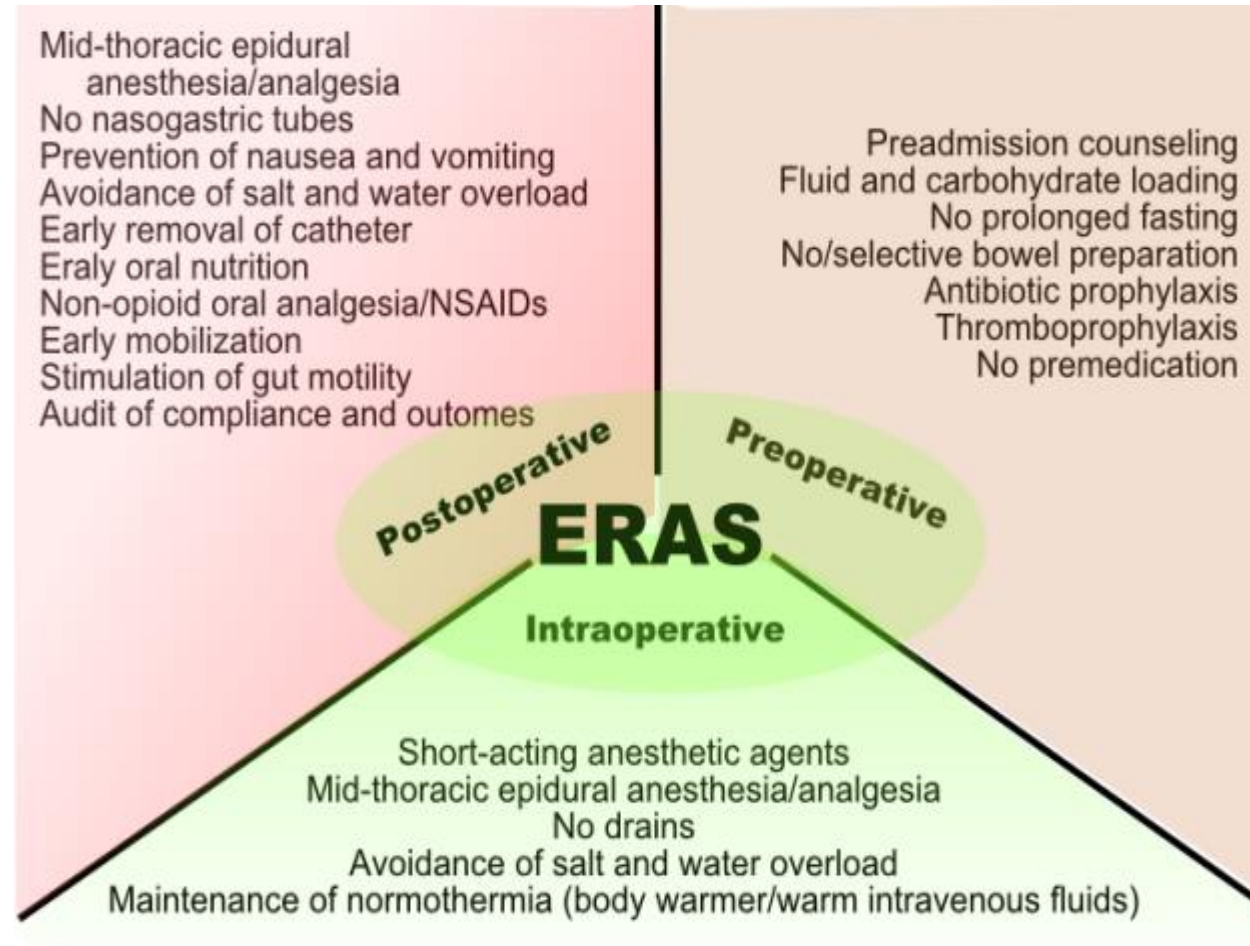 Mid-thoracic epidural
anesthesia/analgesia
No nasogastric tubes
Prevention of nausea and vomiting
Avoidance of salt and water overload
Early removal of catheter
Eraly oral nutrition
Non-opioid oral analgesia/NSAIDs
Early mobilization
Stimulation of gut motility
Audit of compliance and outomes
Preadmission counseling
Fluid and carbohydrate loading
No prolonged fasting
No/selective bowel preparation
Antibiotic prophylaxis
Thromboprophylaxis
No premedication
Postoperative
Preoperative
ERAS
Intraoperative
Short-acting anesthetic agents
Mid-thoracic epidural anesthesia/analgesia
No drains
Avoidance of salt and water overload
Maintenance of normothermia (body warmer/warm intravenous fluids)